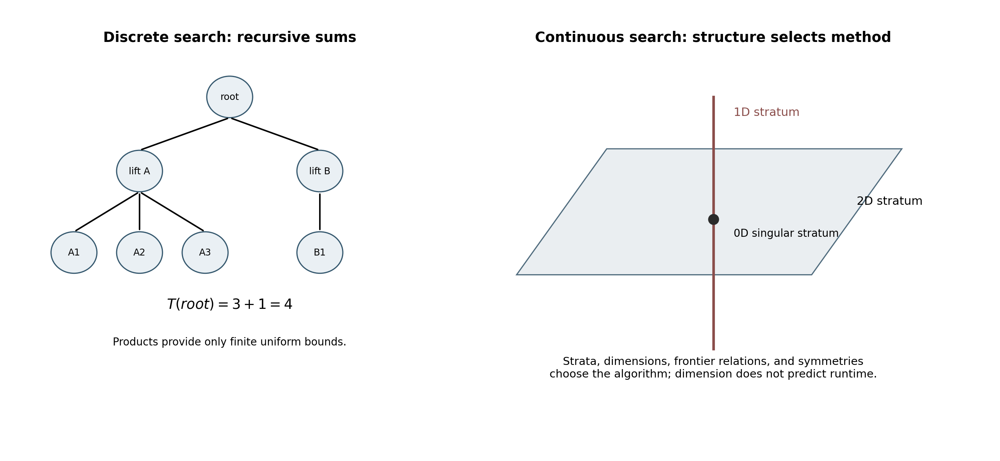 Discrete search: recursive sums
root
lift A
lift B
A1
A2
A3
B1
T(root) = 3 + 1 = 4
Products provide only finite uniform bounds.
Continuous search: structure selects method
1D stratum
2D stratum
0D singular stratum
Strata, dimensions, frontier relations, and symmetries
choose the algorithm; dimension does not predict runtime.